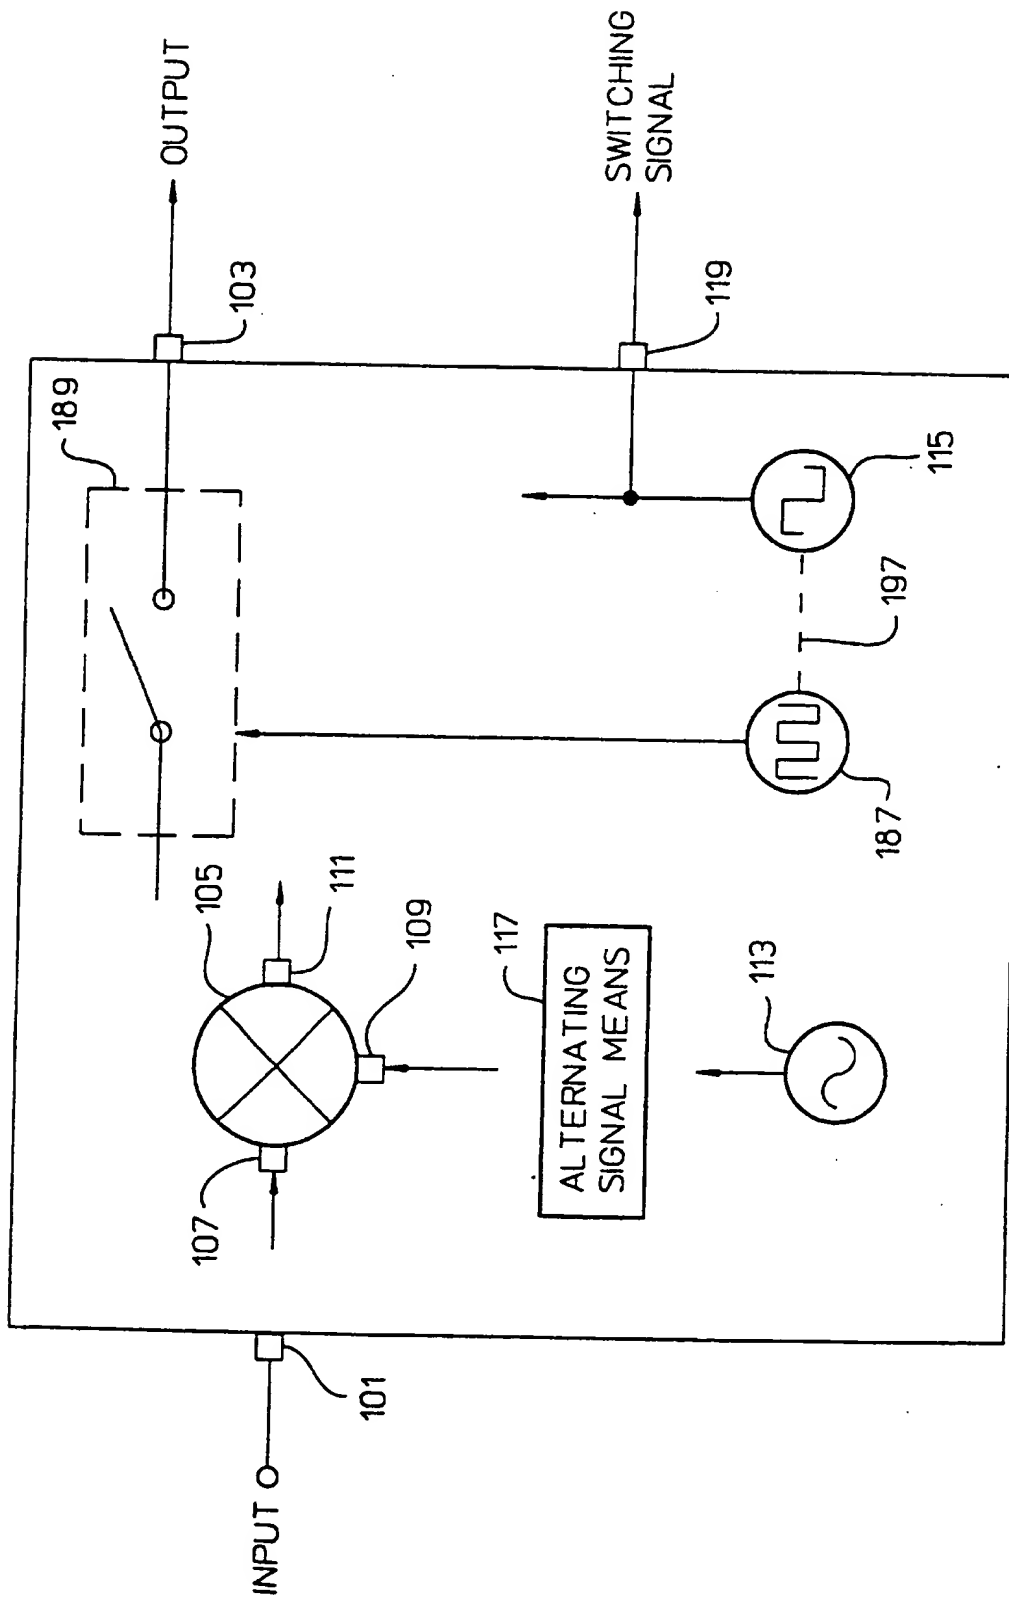 OUTPUT
SWITCHING
SIGNAL
189
103
119
105
111
109
107
117
ALTERNATING
SIGNAL MEANS
113
187
197
115
INPUT
101